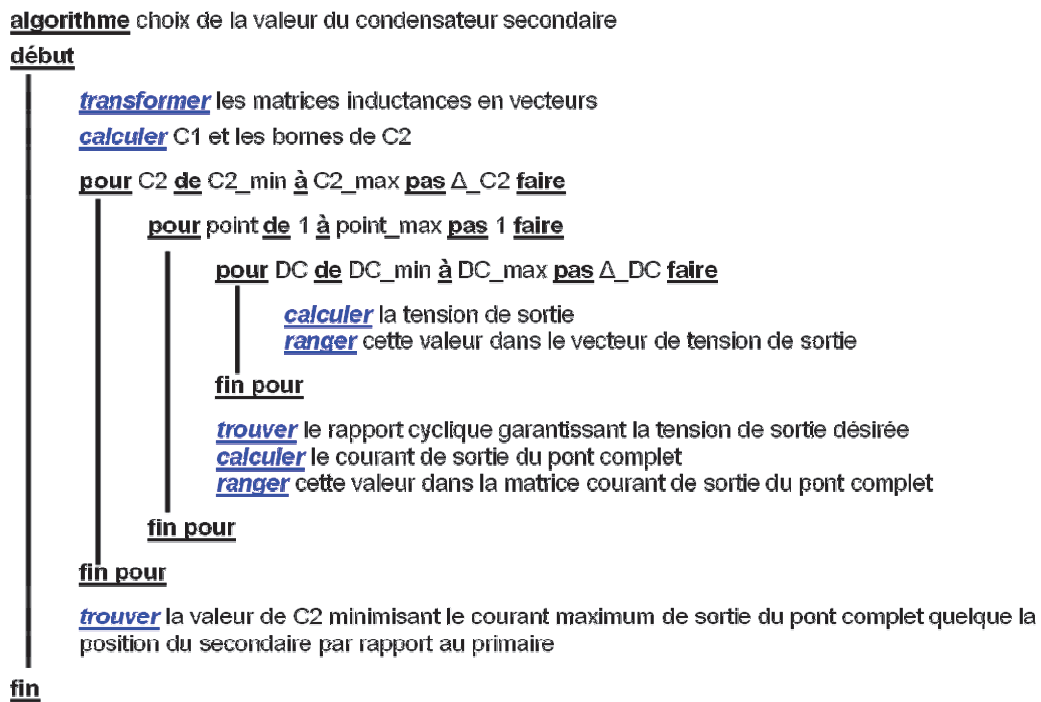 algorithme choix de la valeur du condensateur secondaire
début
transformer les matrices inductances en vecteurs
calculer C1 et les bornes de C2
pour C2 de C2_min à C2_max pas Δ_C2 faire
pour point de 1 à point_max pas 1 faire
pour DC de DC_min à DC_max pas Δ_DC faire
calculer la tension de sortie
ranger cette valeur dans le vecteur de tension de sortie
fin pour
trouver le rapport cyclique garantissant la tension de sortie désirée
calculer le courant de sortie du pont complet
ranger cette valeur dans la matrice courant de sortie du pont complet
fin pour
fin pour
trouver la valeur de C2 minimisant le courant maximum de sortie du pont complet quelque la
position du secondaire par rapport au primaire
fin